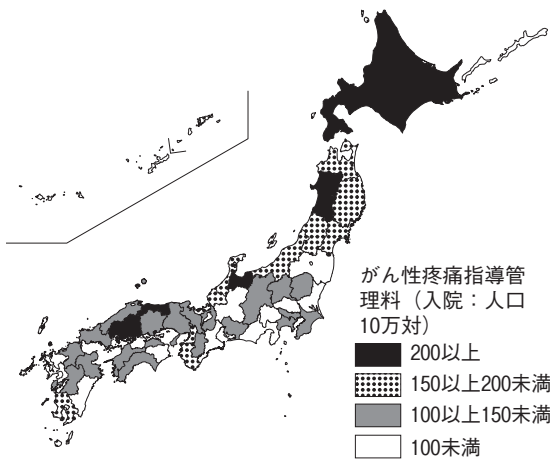 がん性疼痛指導管
理料（入院：人口
10万対）
200以上
150以上200未満
100以上150未満
100未満